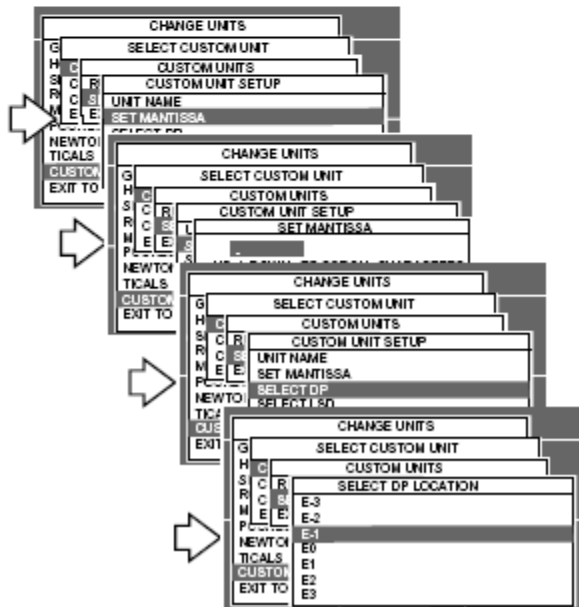 CHANGE UNITS
SELECT CUSTOM UNIT
CUSTOM UNITS
CUSTOM UNIT SETUP
UNIT NAME
SET MANTISSA
SELECT DP
NEWTO
TICALS
CUSTOM
EXIT TO
CHANGE UNITS
SELECT CUSTOM UNIT
CUSTOM UNITS
CUSTOM UNIT SETUP
SET MANTISSA
NEWTO
TICALS
CUSTOM
EXIT TO
CHANGE UNITS
SELECT CUSTOM UNIT
CUSTOM UNITS
CUSTOM UNIT SETUP
UNIT NAME
SET MANTISSA
SELECT DP
SELECT LSD
NEWTO
TICA
CUS
EXIT
CHANGE UNITS
SELECT CUSTOM UNIT
CUSTOM UNITS
SELECT DP LOCATION
E-3
E-2
E-1
E0
E1
E2
E3
NEWTO
TICALS
CUSTOM
EXIT TO